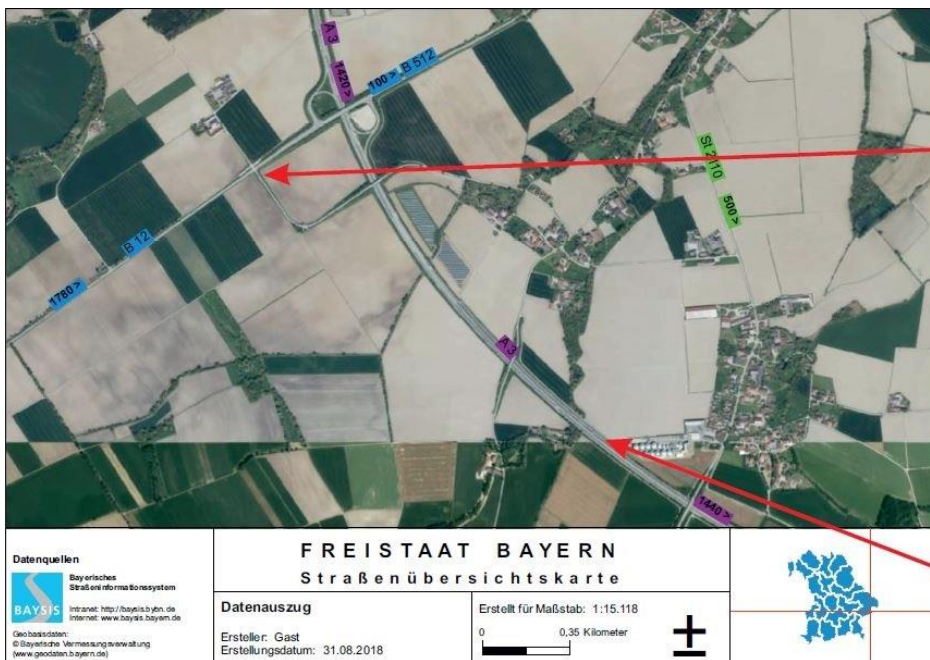 A 3
1420 >
100 > B 512
St 2110
500 >
B 12
1780 >
A 3
1440 >
Datenquellen
BAYSIS
Bayerisches
Straßeninformationssystem
Intranet: http://baysis.bybn.de
Internet: www.baysis.bayern.de
Geobasisdaten:
© Bayerische Vermessungsverwaltung
(www.geodaten.bayern.de)
FREISTAAT BAYERN
Straßenübersichtskarte
Datenauszug
Ersteller: Gast
Erstellungsdatum: 31.08.2018
Erstellt für Maßstab: 1:15.118
0 0,35 Kilometer